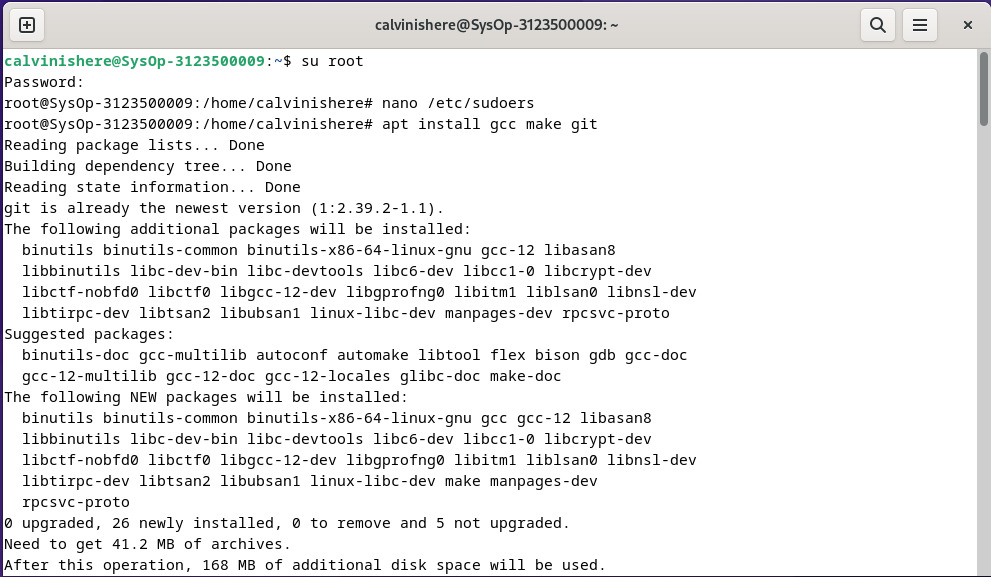 calvinishere@SysOp-3123500009: ~
calvinishere@SysOp-3123500009:~$ su root
Password:
root@SysOp-3123500009:/home/calvinishere# nano /etc/sudoers
root@SysOp-3123500009:/home/calvinishere# apt install gcc make git
Reading package lists... Done
Building dependency tree... Done
Reading state information... Done
git is already the newest version (1:2.39.2-1.1).
The following additional packages will be installed:
  binutils binutils-common binutils-x86-64-linux-gnu gcc-12 libasan8
  libbinutils libc-dev-bin libc-devtools libc6-dev libcc1-0 libcrypt-dev
  libctf-nobfd0 libctf0 libgcc-12-dev libgprofng0 libitm1 liblsan0 libnsl-dev
  libtirpc-dev libtsan2 libubsan1 linux-libc-dev manpages-dev rpcsvc-proto
Suggested packages:
  binutils-doc gcc-multilib autoconf automake libtool flex bison gdb gcc-doc
  gcc-12-multilib gcc-12-doc gcc-12-locales glibc-doc make-doc
The following NEW packages will be installed:
  binutils binutils-common binutils-x86-64-linux-gnu gcc gcc-12 libasan8
  libbinutils libc-dev-bin libc-devtools libc6-dev libcc1-0 libcrypt-dev
  libctf-nobfd0 libctf0 libgcc-12-dev libgprofng0 libitm1 liblsan0 libnsl-dev
  libtirpc-dev libtsan2 libubsan1 linux-libc-dev make manpages-dev
  rpcsvc-proto
0 upgraded, 26 newly installed, 0 to remove and 5 not upgraded.
Need to get 41.2 MB of archives.
After this operation, 168 MB of additional disk space will be used.